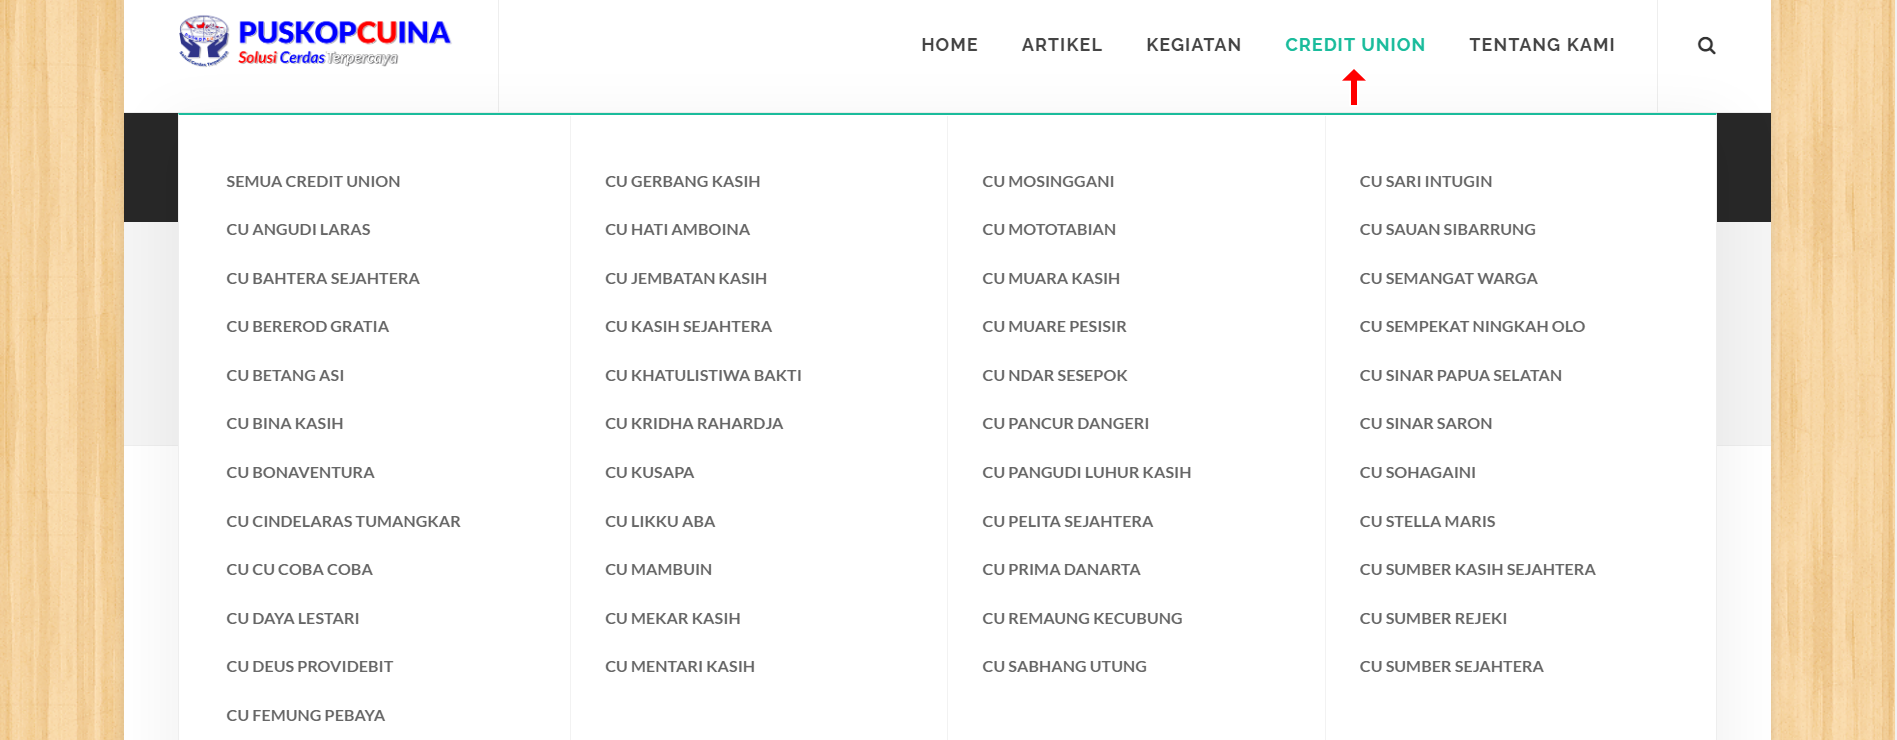 PUSKOPCUINA
Solusi Cerdas Terpercaya
HOME
ARTIKEL
KEGIATAN
CREDIT UNION
TENTANG KAMI
SEMUA CREDIT UNION
CU ANGUDI LARAS
CU BAHTERA SEJAHTERA
CU BEREROD GRATIA
CU BETANG ASI
CU BINA KASIH
CU BONAVENTURA
CU CINDELARAS TUMANGKAR
CU CU COBA COBA
CU DAYA LESTARI
CU DEUS PROVIDEBIT
CU FEMUNG PEBAYA
CU GERBANG KASIH
CU HATI AMBOINA
CU JEMBATAN KASIH
CU KASIH SEJAHTERA
CU KHATULISTIWA BAKTI
CU KRIDHA RAHARDJA
CU KUSAPA
CU LIKKU ABA
CU MAMBUIN
CU MEKAR KASIH
CU MENTARI KASIH
CU MOSINGGANI
CU MOTOTABIAN
CU MUARA KASIH
CU MUARE PESISIR
CU NDAR SESEPOK
CU PANCUR DANGERI
CU PANGUDI LUHUR KASIH
CU PELITA SEJAHTERA
CU PRIMA DANARTA
CU REMAUNG KECUBUNG
CU SABHANG UTUNG
CU SARI INTUGIN
CU SAUAN SIBARRUNG
CU SEMANGAT WARGA
CU SEMPEKAT NINGKAH OLO
CU SINAR PAPUA SELATAN
CU SINAR SARON
CU SOHAGAINI
CU STELLA MARIS
CU SUMBER KASIH SEJAHTERA
CU SUMBER REJEKI
CU SUMBER SEJAHTERA